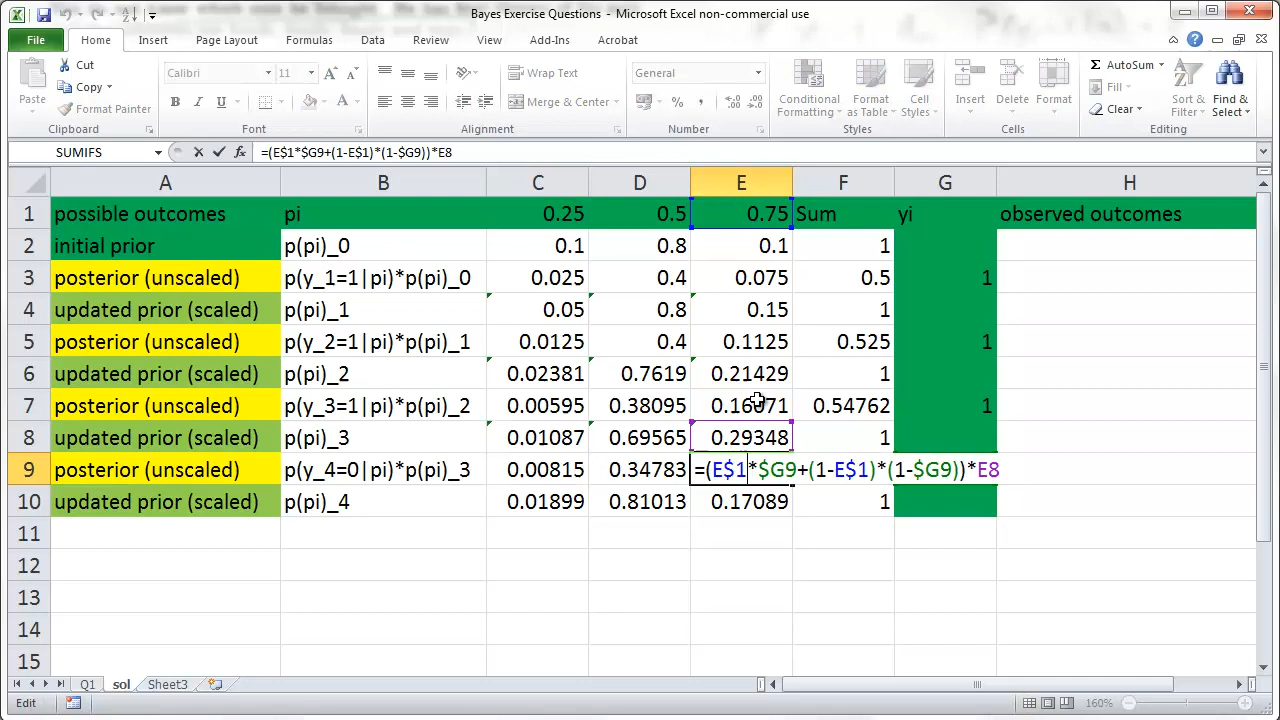 Bayes Exercise Questions - Microsoft Excel non-commercial use
File Home Insert Page Layout Formulas Data Review View Add-Ins Acrobat
Paste
Cut
Copy
Format Painter
Clipboard
Calibri 11
B I U
Font
Wrap Text
Merge & Center
Alignment
General
Number
Conditional Formatting
Format as Table
Cell Styles
Styles
Insert Delete Format
Cells
AutoSum
Fill
Clear
Sort & Filter
Find & Select
Editing
SUMIFS fx =(E$1*$G9+(1-E$1)*(1-$G9))*E8
A B C D E F G H
1 possible outcomes pi 0.25 0.5 0.75 Sum yi observed outcomes
2 initial prior p(pi)_0 0.1 0.8 0.1 1
3 posterior (unscaled) p(y_1=1|pi)*p(pi)_0 0.025 0.4 0.075 0.5 1
4 updated prior (scaled) p(pi)_1 0.05 0.8 0.15 1
5 posterior (unscaled) p(y_2=1|pi)*p(pi)_1 0.0125 0.4 0.1125 0.525 1
6 updated prior (scaled) p(pi)_2 0.02381 0.7619 0.21429 1
7 posterior (unscaled) p(y_3=1|pi)*p(pi)_2 0.00595 0.38095 0.16071 0.54762 1
8 updated prior (scaled) p(pi)_3 0.01087 0.69565 0.29348 1
9 posterior (unscaled) p(y_4=0|pi)*p(pi)_3 0.00815 0.34783 =(E$1*$G9+(1-E$1)*(1-$G9))*E8
10 updated prior (scaled) p(pi)_4 0.01899 0.81013 0.17089 1
11
12
13
14
15
Q1 sol Sheet3
Edit 160%